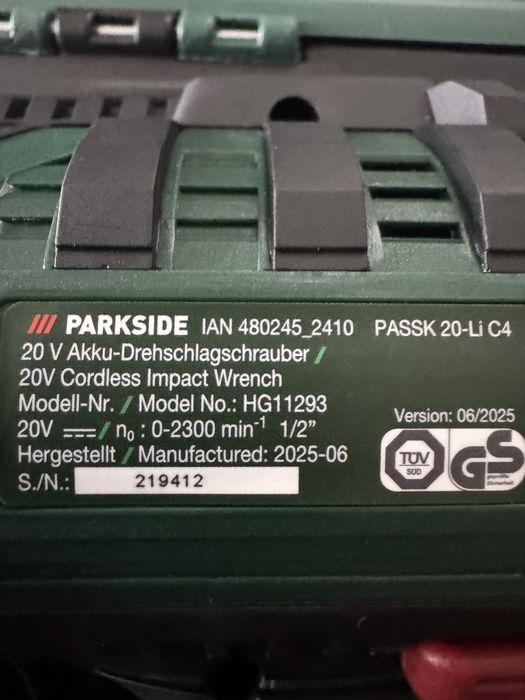 /// PARKSIDE IAN 480245_2410 PASSK 20-Li C4
20 V Akku-Drehschlagschrauber /
20V Cordless Impact Wrench
Modell-Nr. / Model No.: HG11293
Version: 06/2025
20V ⎓ / n₀ : 0-2300 min⁻¹ 1/2”
Hergestellt / Manufactured: 2025-06
S./N.: 219412
TÜV
SÜD
GS
geprüfte
Sicherheit